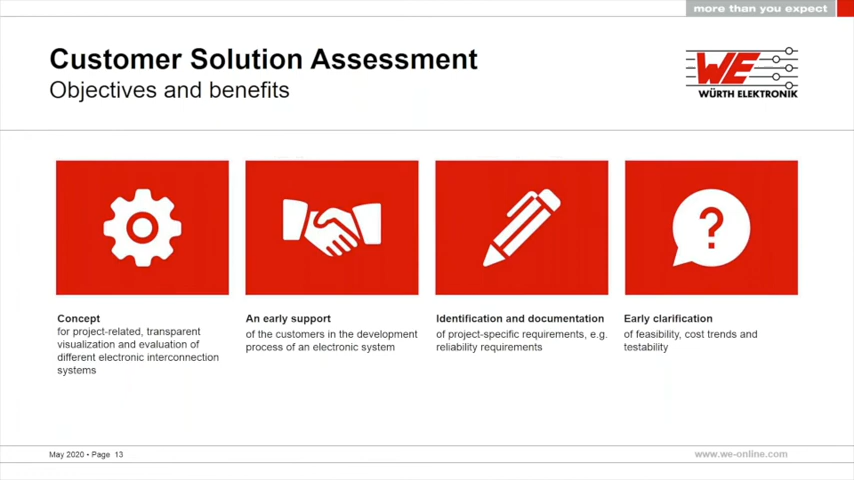 more than you expect
Customer Solution Assessment
Objectives and benefits
WE
WÜRTH ELEKTRONIK
?
Concept
for project-related, transparent
visualization and evaluation of
different electronic interconnection
systems
An early support
of the customers in the development
process of an electronic system
Identification and documentation
of project-specific requirements, e.g.
reliability requirements
Early clarification
of feasibility, cost trends and
testability
May 2020 • Page 13
www.we-online.com